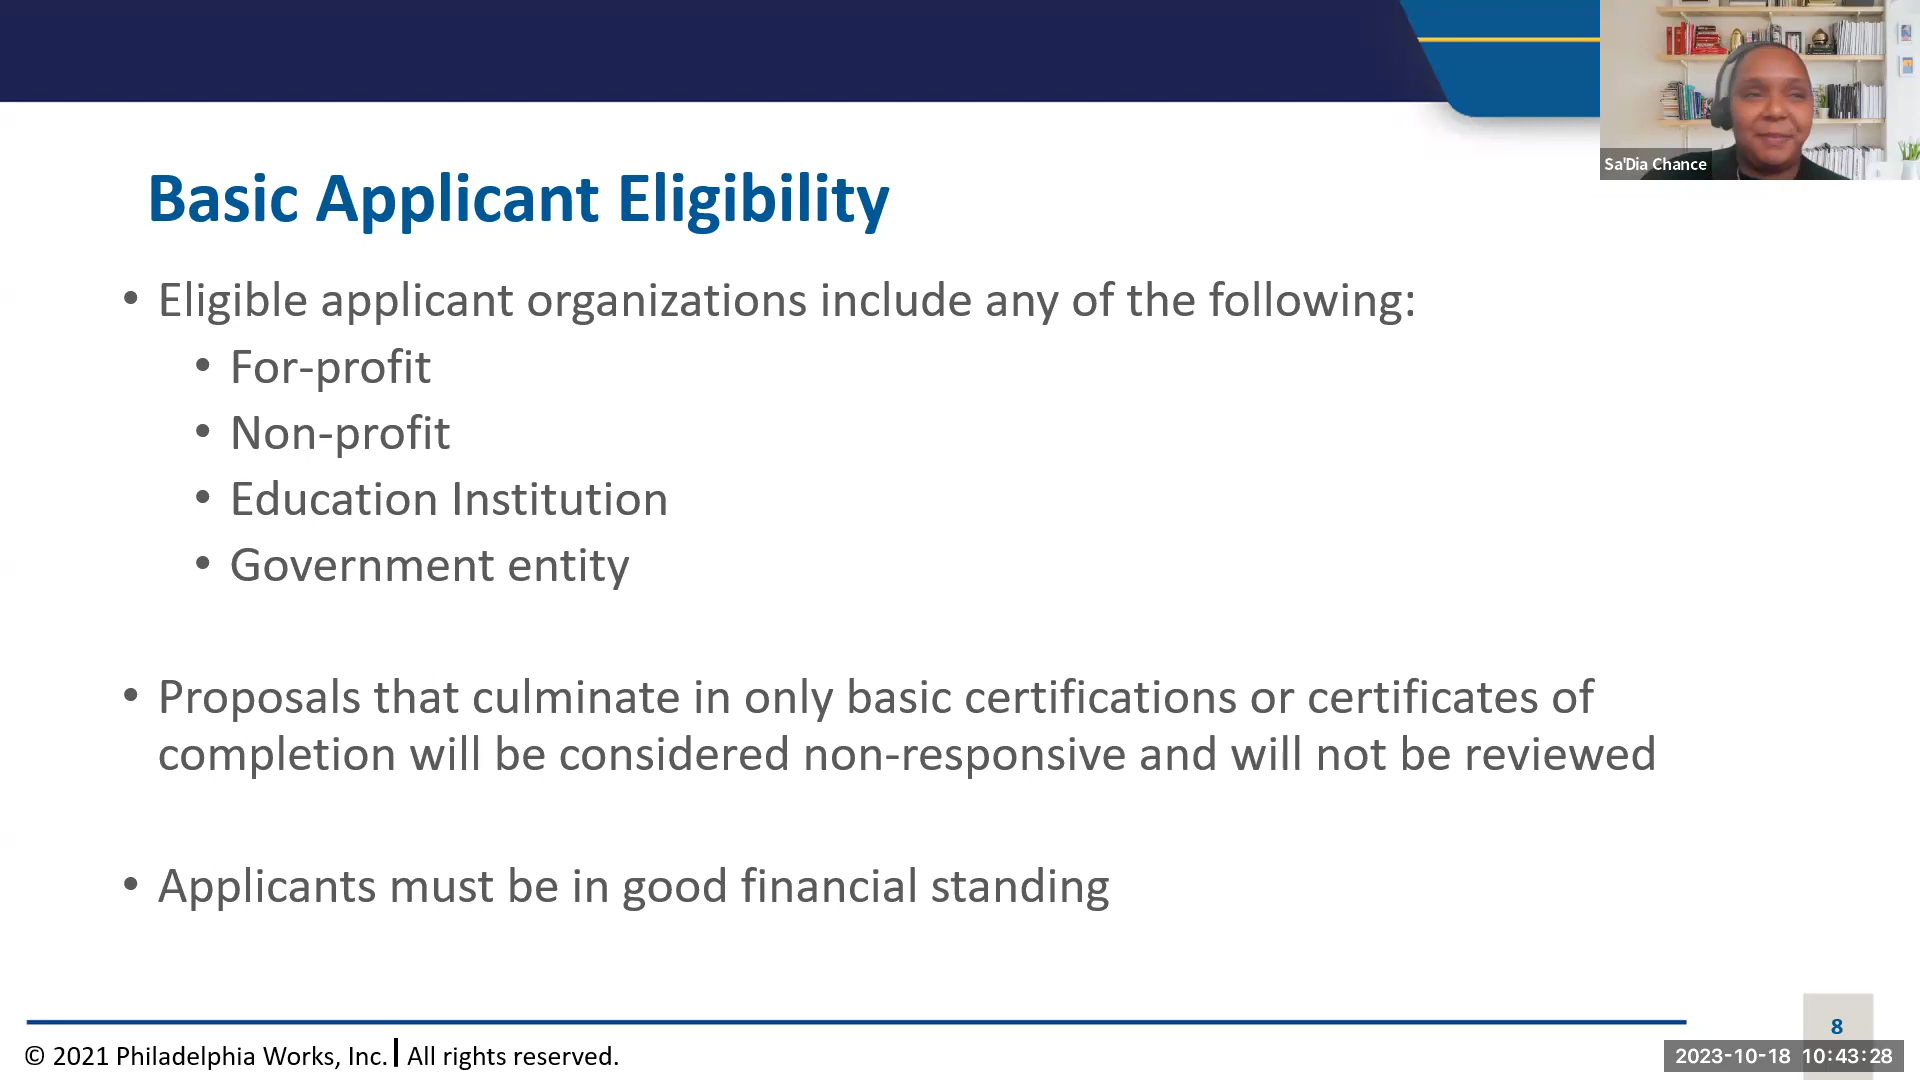 Sa'Dia Chance
Basic Applicant Eligibility
• Eligible applicant organizations include any of the following:
• For-profit
• Non-profit
• Education Institution
• Government entity
• Proposals that culminate in only basic certifications or certificates of
completion will be considered non-responsive and will not be reviewed
• Applicants must be in good financial standing
8
© 2021 Philadelphia Works, Inc. | All rights reserved.
2023-10-18 10:43:28